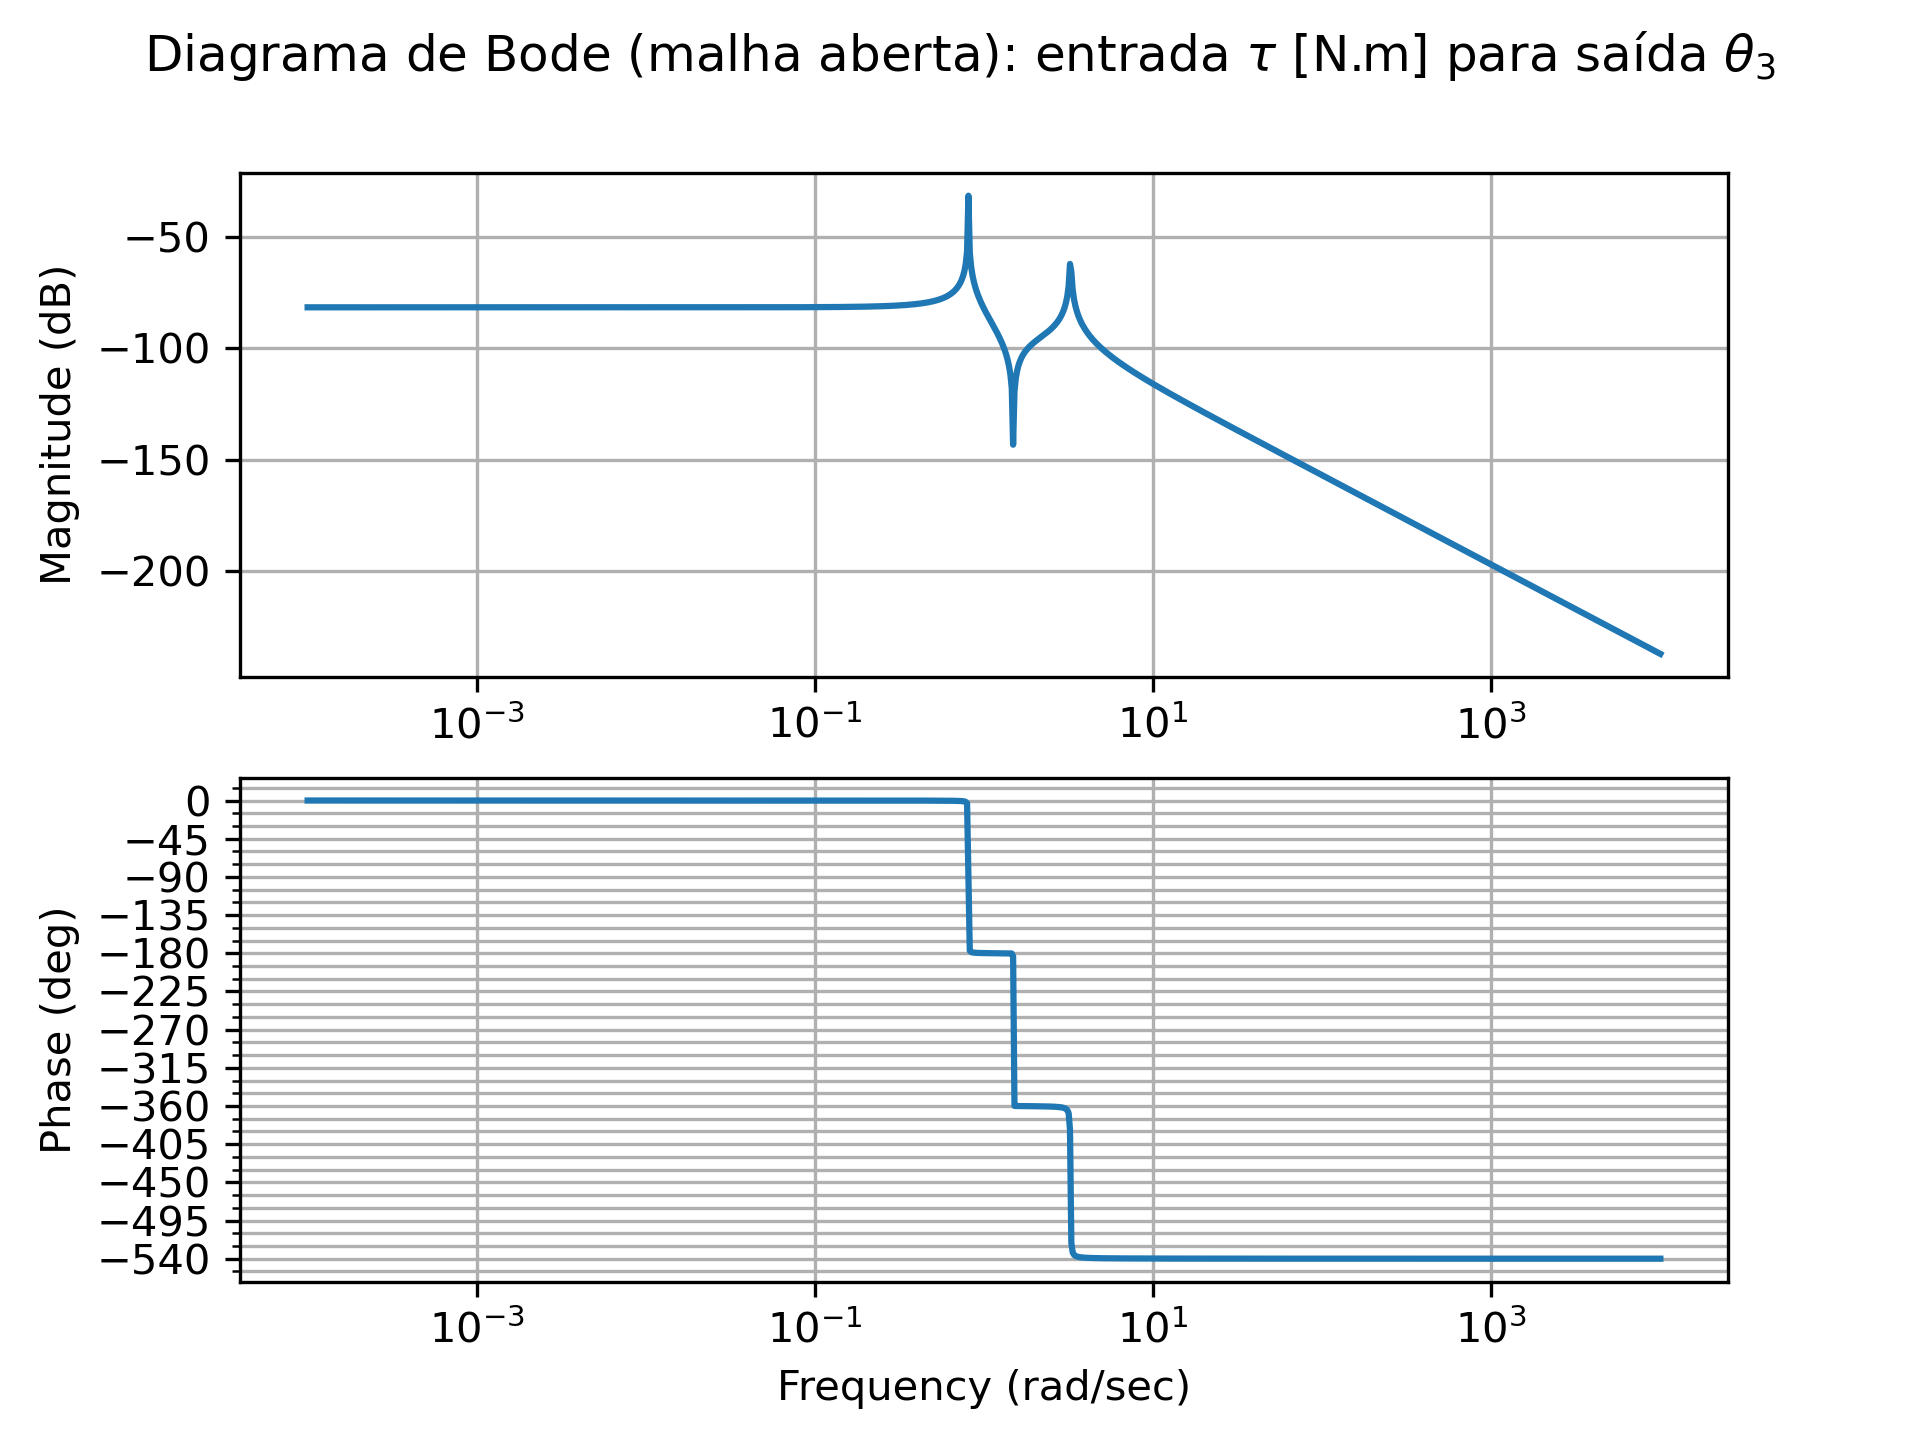 Diagrama de Bode (malha aberta): entrada τ [N.m] para saída θ₃
Magnitude (dB)
−50
−100
−150
−200
10⁻³ 10⁻¹ 10¹ 10³
Phase (deg)
0
−45
−90
−135
−180
−225
−270
−315
−360
−405
−450
−495
−540
10⁻³ 10⁻¹ 10¹ 10³
Frequency (rad/sec)